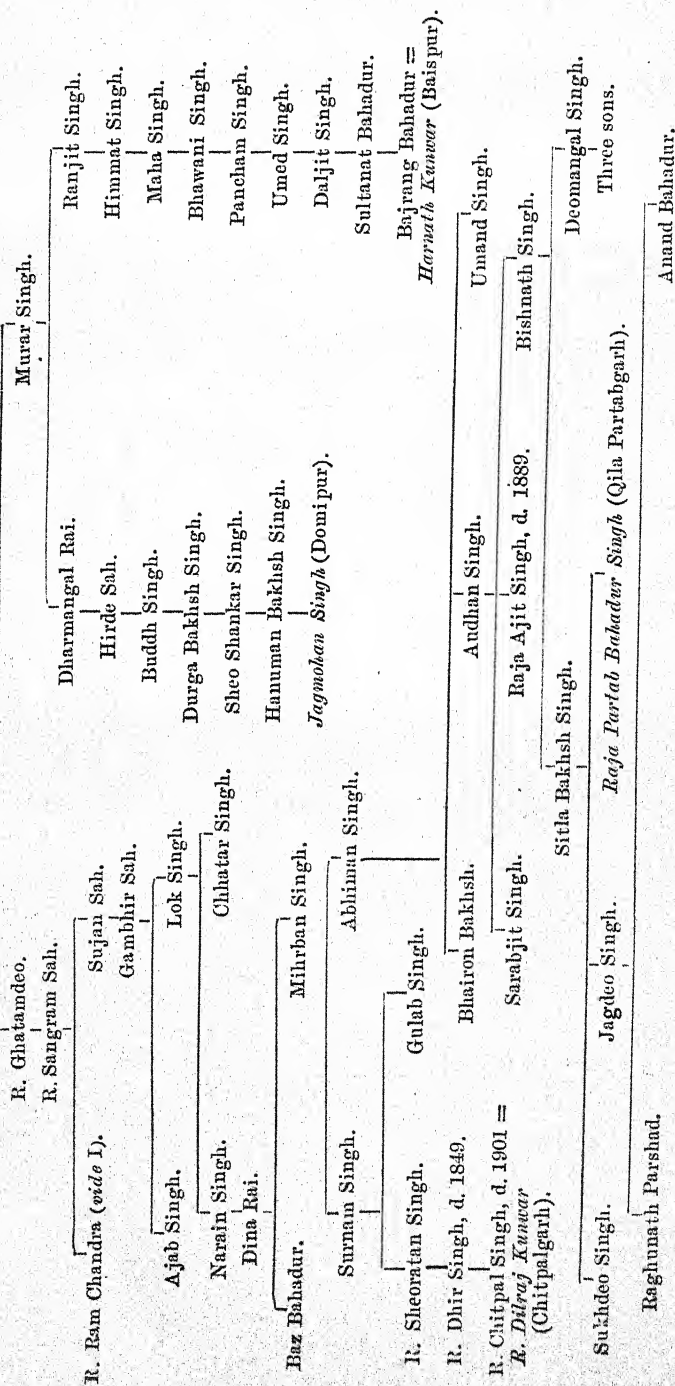 Murar Singh.
R. Ghatamdeo.
Dharmangal Rai.
Ranjit Singh.
R. Sangram Sah.
Hirde Sah.
Himmat Singh.
R. Ram Chandra (vide I).
Sujan Sah.
Buddh Singh.
Maha Singh.
Gambhir Sah.
Durga Bakhsh Singh.
Bhawani Singh.
Ajab Singh.
Lok Singh.
Sheo Shankar Singh.
Pancham Singh.
Narain Singh.
Chhatar Singh.
Hanuman Bakhsh Singh.
Umed Singh.
Dina Rai.
Jagmohan Singh (Domipur).
Daljit Singh.
Baz Bahadur.
Mihrban Singh.
Sultanat Bahadur.
Surnam Singh.
Abhiman Singh.
Bajrang Bahadur =
Harnath Kunwar (Baispur).
R. Sheoratan Singh.
Gulab Singh.
R. Dhir Singh, d. 1849.
Bhairon Bakhsh.
Audhan Singh.
Umand Singh.
R. Chitpal Singh, d. 1901 =
R. Dilraj Kunwar
(Chitpalgarh).
Sarabjit Singh.
Raja Ajit Singh, d. 1889.
Bishnath Singh.
Sitla Bakhsh Singh.
Deomangal Singh.
Three sons.
Sukhdeo Singh.
Jagdeo Singh.
Raja Partab Bahadur Singh (Qila Partabgarh).
Raghunath Parshad.
Anand Bahadur.